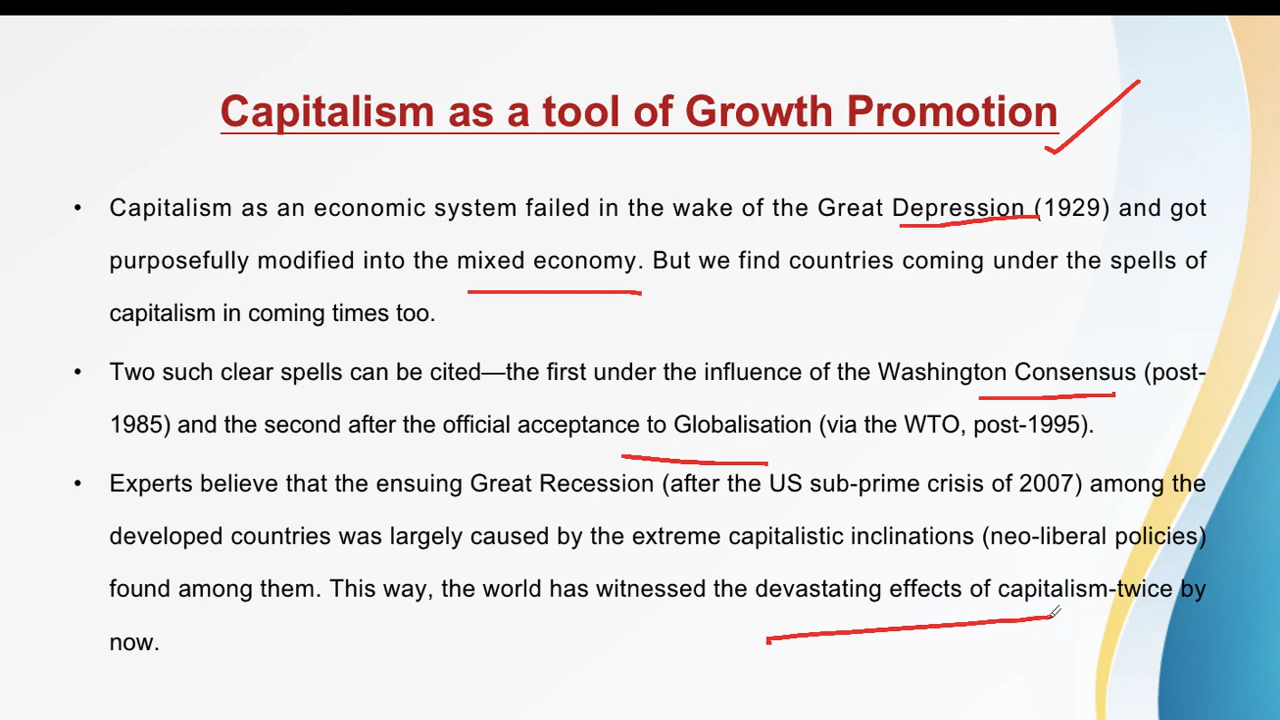 Capitalism as a tool of Growth Promotion
• Capitalism as an economic system failed in the wake of the Great Depression (1929) and got
purposefully modified into the mixed economy. But we find countries coming under the spells of
capitalism in coming times too.
• Two such clear spells can be cited—the first under the influence of the Washington Consensus (post-
1985) and the second after the official acceptance to Globalisation (via the WTO, post-1995).
• Experts believe that the ensuing Great Recession (after the US sub-prime crisis of 2007) among the
developed countries was largely caused by the extreme capitalistic inclinations (neo-liberal policies)
found among them. This way, the world has witnessed the devastating effects of capitalism-twice by
now.